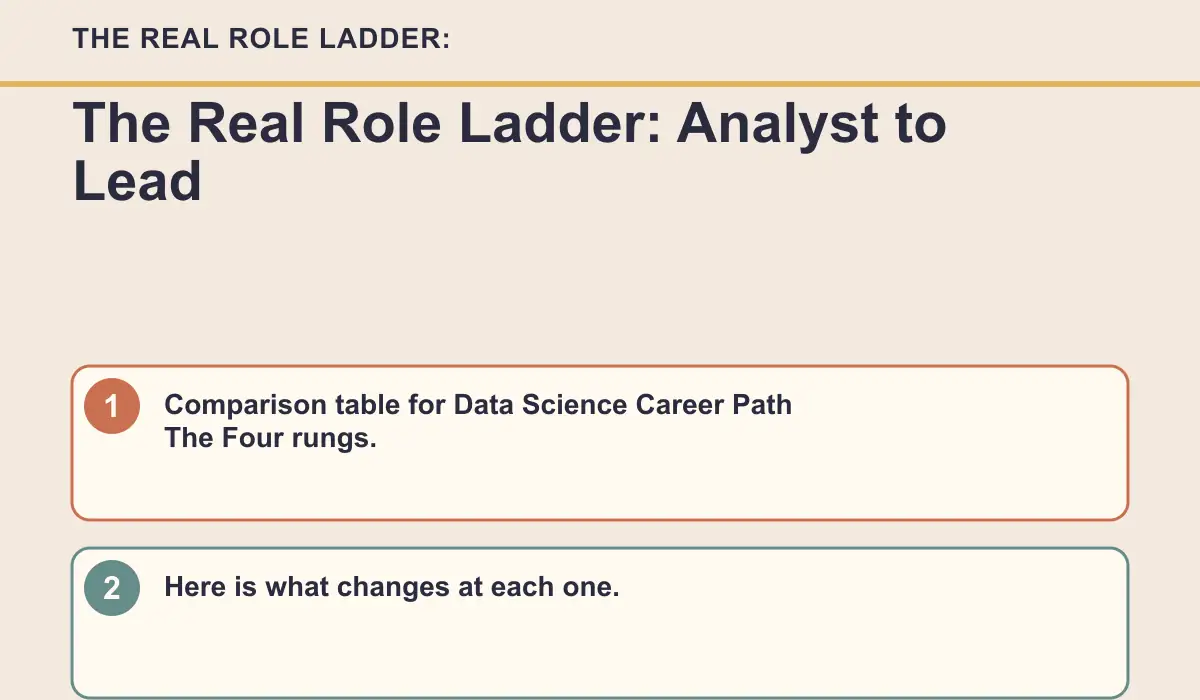 THE REAL ROLE LADDER:
The Real Role Ladder: Analyst to
Lead
1
Comparison table for Data Science Career Path
The Four rungs.
2
Here is what changes at each one.